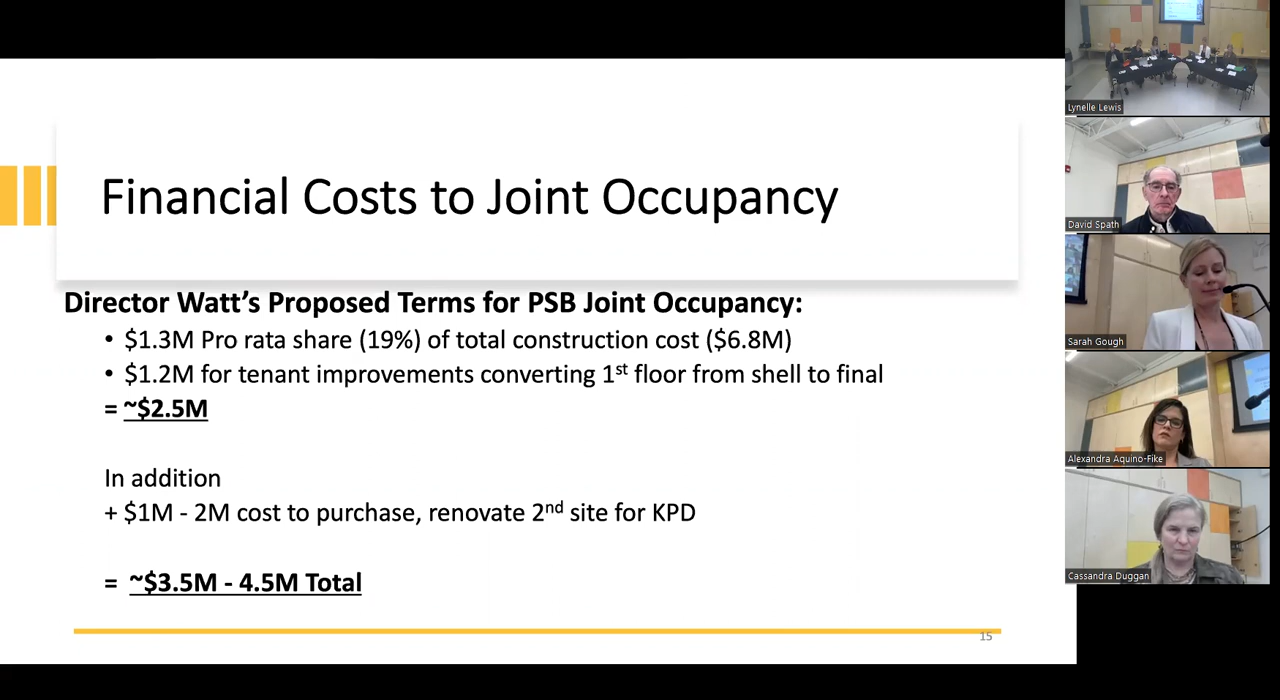 Financial Costs to Joint Occupancy
Director Watt's Proposed Terms for PSB Joint Occupancy:
• $1.3M Pro rata share (19%) of total construction cost ($6.8M)
• $1.2M for tenant improvements converting 1st floor from shell to final
= ~$2.5M
In addition
+ $1M - 2M cost to purchase, renovate 2nd site for KPD
= ~$3.5M - 4.5M Total
15
Lynelle Lewis
David Spath
Sarah Gough
Alexandra Aquino-Fike
Cassandra Duggan